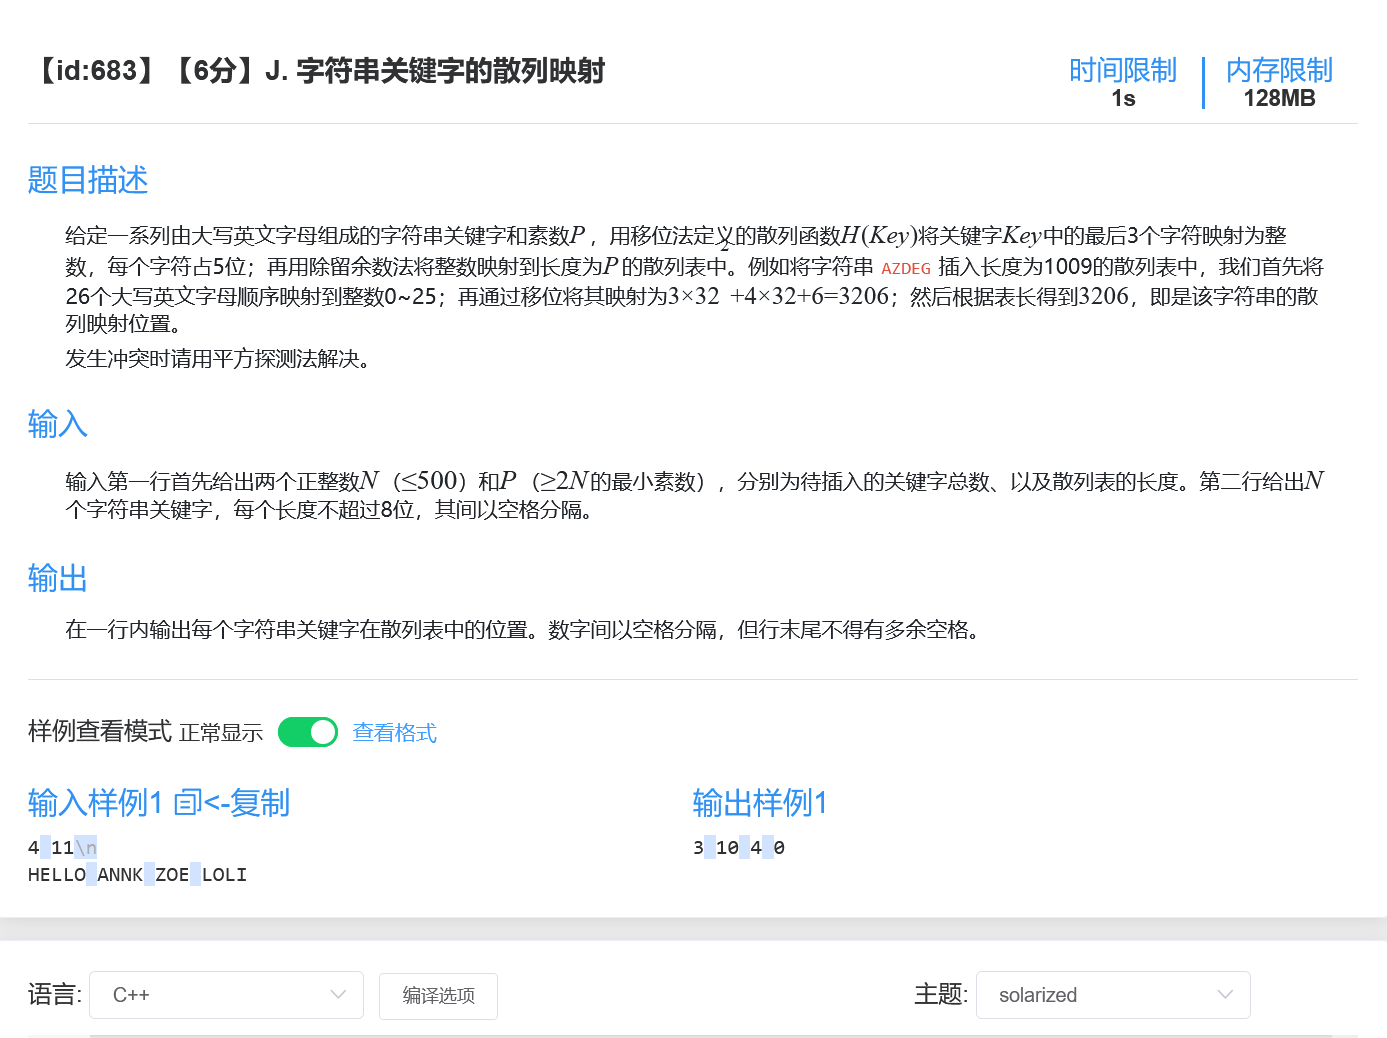 【id:683】【6分】J. 字符串关键字的散列映射
时间限制
1s
内存限制
128MB
题目描述
给定一系列由大写英文字母组成的字符串关键字和素数P，用移位法定义的散列函数H(Key)将关键字Key中的最后3个字符映射为整
数，每个字符占5位；再用除留余数法将整数映射到长度为P的散列表中。例如将字符串 AZDEG 插入长度为1009的散列表中，我们首先将
26个大写英文字母顺序映射到整数0~25；再通过移位将其映射为3×32²+4×32+6=3206；然后根据表长得到3206，即是该字符串的散
列映射位置。
发生冲突时请用平方探测法解决。
输入
输入第一行首先给出两个正整数N（≤500）和P（≥2N的最小素数），分别为待插入的关键字总数、以及散列表的长度。第二行给出N
个字符串关键字，每个长度不超过8位，其间以空格分隔。
输出
在一行内输出每个字符串关键字在散列表中的位置。数字间以空格分隔，但行末尾不得有多余空格。
样例查看模式 正常显示 查看格式
输入样例1 <-复制
4 11\n
HELLO ANNK ZOE LOLI
输出样例1
3 10 4 0
语言: C++ 编译选项
主题: solarized